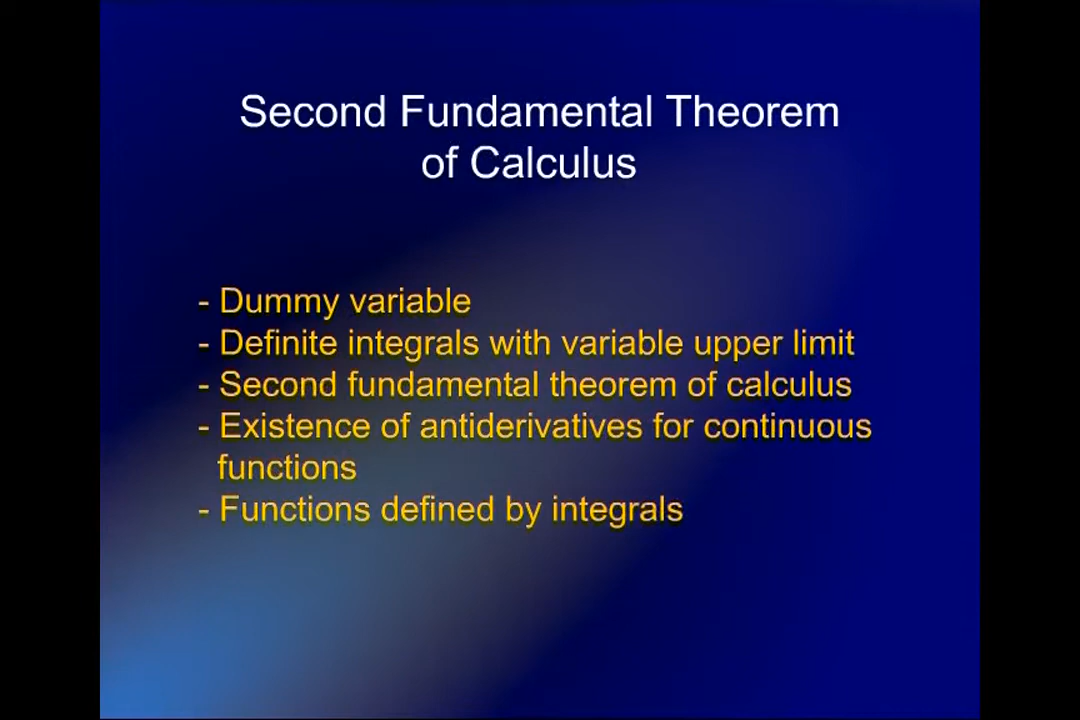 Second Fundamental Theorem
of Calculus
- Dummy variable
- Definite integrals with variable upper limit
- Second fundamental theorem of calculus
- Existence of antiderivatives for continuous
functions
- Functions defined by integrals